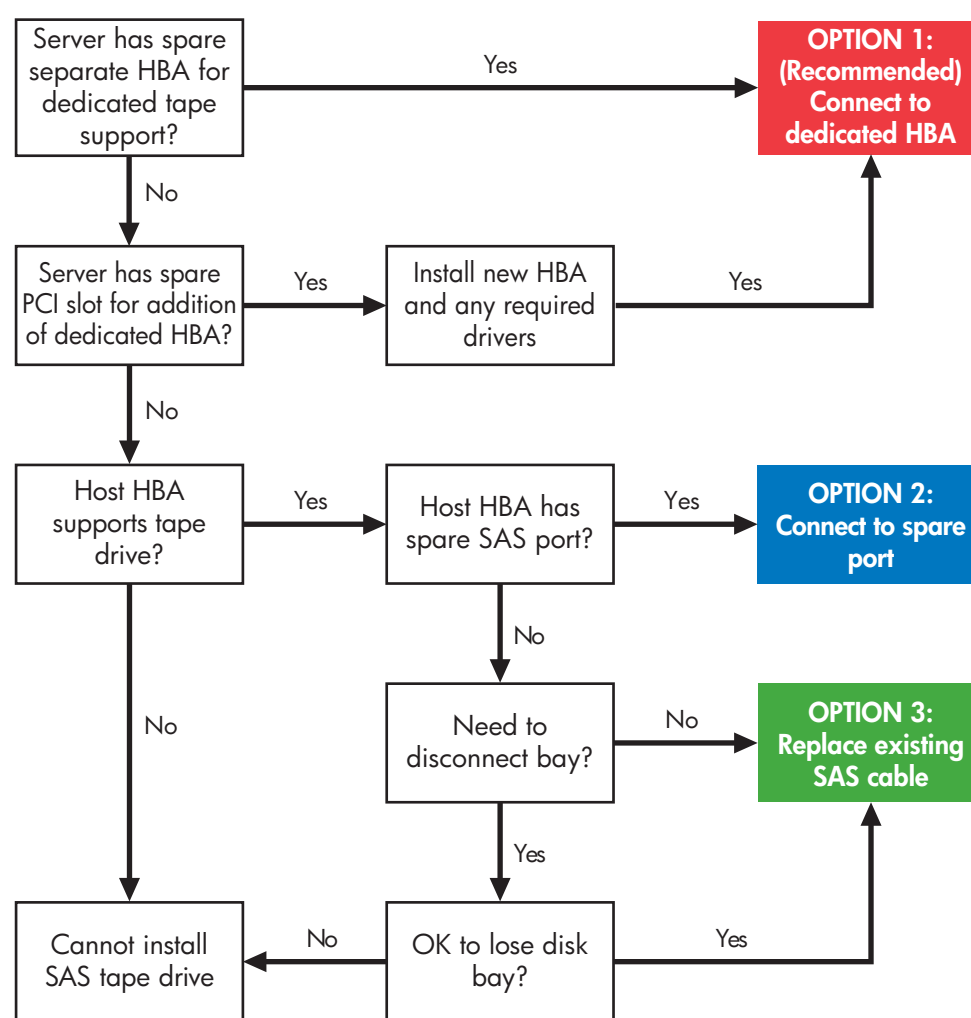 Server has spare
separate HBA for
dedicated tape
support?
Yes
OPTION 1:
(Recommended)
Connect to
dedicated HBA
No
Server has spare
PCI slot for addition
of dedicated HBA?
Yes
Install new HBA
and any required
drivers
Yes
No
Host HBA
supports tape
drive?
Yes
Host HBA has
spare SAS port?
Yes
OPTION 2:
Connect to spare
port
No
No
Need to
disconnect bay?
No
OPTION 3:
Replace existing
SAS cable
Yes
Cannot install
SAS tape drive
No
OK to lose disk
bay?
Yes